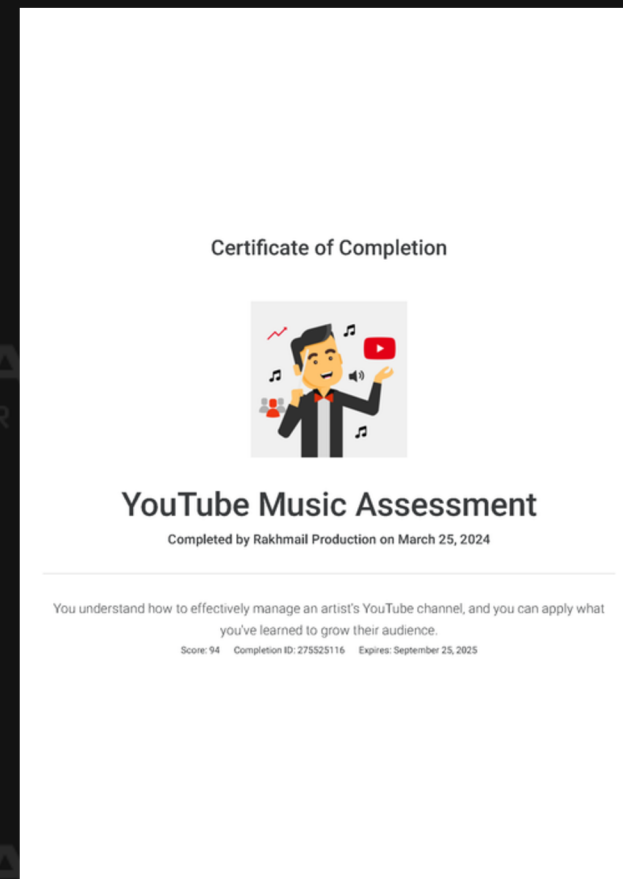 Certificate of Completion
YouTube Music Assessment
Completed by Rakhmail Production on March 25, 2024
You understand how to effectively manage an artist's YouTube channel, and you can apply what
you've learned to grow their audience.
Score: 94 Completion ID: 275525116 Expires: September 25, 2025